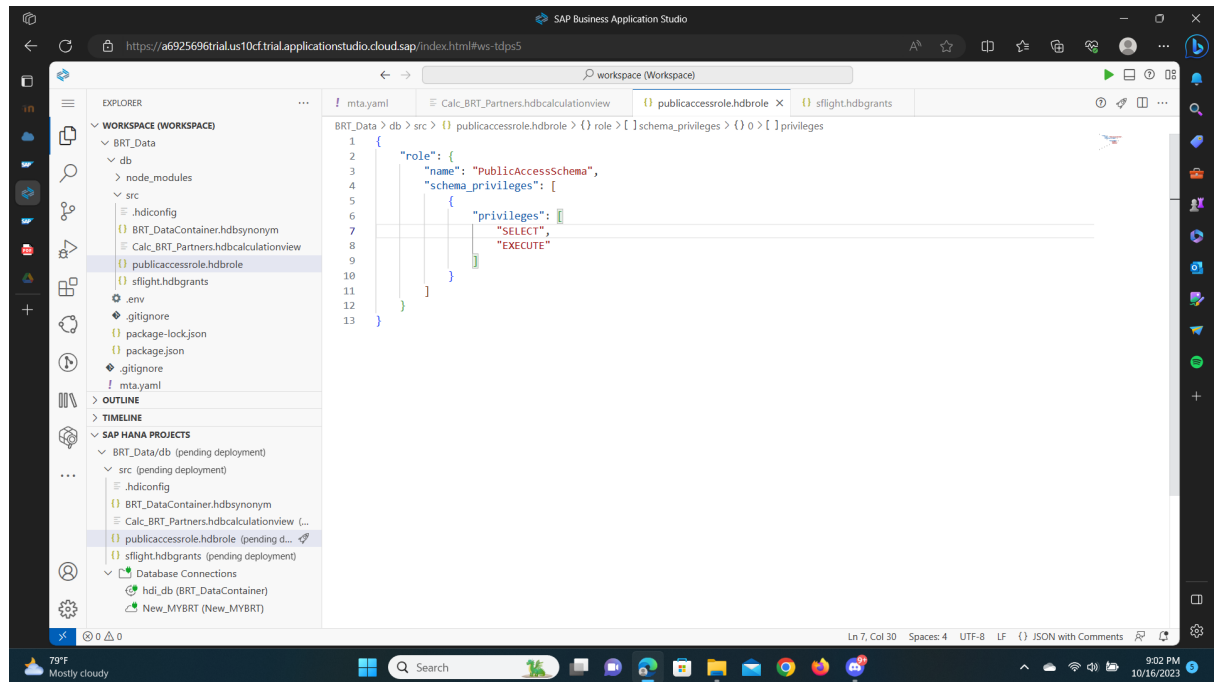 SAP Business Application Studio
https://a6925696trial.us10cf.trial.applicationstudio.cloud.sap/index.html#ws-tdps5
workspace (Workspace)
EXPLORER
WORKSPACE (WORKSPACE)
BRT_Data
db
node_modules
src
.hdiconfig
BRT_DataContainer.hdbsynonym
Calc_BRT_Partners.hdbcalculationview
publicaccessrole.hdbrole
sflight.hdbgrants
.env
.gitignore
package-lock.json
package.json
.gitignore
mta.yaml
OUTLINE
TIMELINE
SAP HANA PROJECTS
BRT_Data/db (pending deployment)
src (pending deployment)
.hdiconfig
BRT_DataContainer.hdbsynonym
Calc_BRT_Partners.hdbcalculationview (...
publicaccessrole.hdbrole (pending d...
sflight.hdbgrants (pending deployment)
Database Connections
hdi_db (BRT_DataContainer)
New_MYBRT (New_MYBRT)
! mta.yaml Calc_BRT_Partners.hdbcalculationview {} publicaccessrole.hdbrole {} sflight.hdbgrants
BRT_Data > db > src > {} publicaccessrole.hdbrole > {} role > [ ] schema_privileges > {} 0 > [ ] privileges
1 {
2 "role": {
3 "name": "PublicAccessSchema",
4 "schema_privileges": [
5 {
6 "privileges": [
7 "SELECT",
8 "EXECUTE"
9 ]
10 }
11 ]
12 }
13 }
0 0
Ln 7, Col 30 Spaces: 4 UTF-8 LF {} JSON with Comments
79°F
Mostly cloudy
Search
9:02 PM
10/16/2023
5